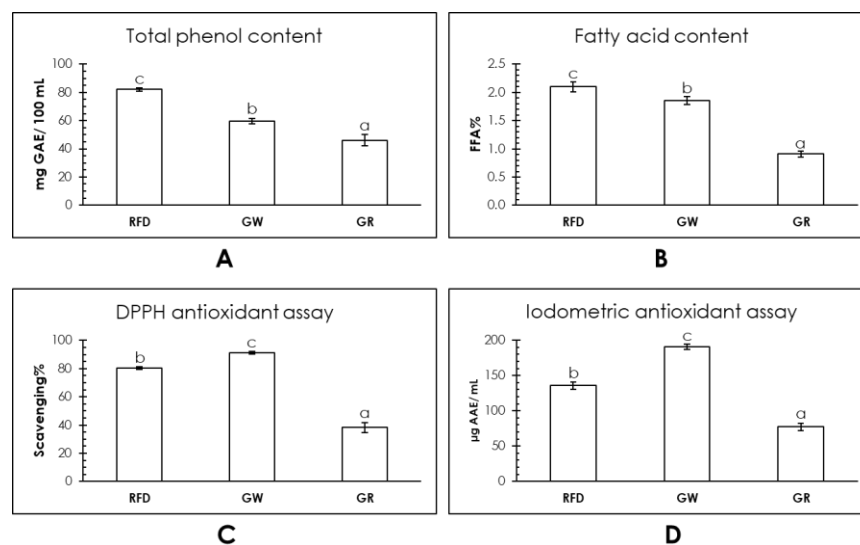 Total phenol content
mg GAE/ 100 mL
100
80
60
40
20
0
c
b
a
RFD GW GR
A
Fatty acid content
FFA%
2.5
2.0
1.5
1.0
0.5
0.0
c
b
a
RFD GW GR
B
DPPH antioxidant assay
Scavenging%
100
80
60
40
20
0
b
c
a
RFD GW GR
C
Iodometric antioxidant assay
µg AAE/ mL
200
150
100
50
0
b
c
a
RFD GW GR
D